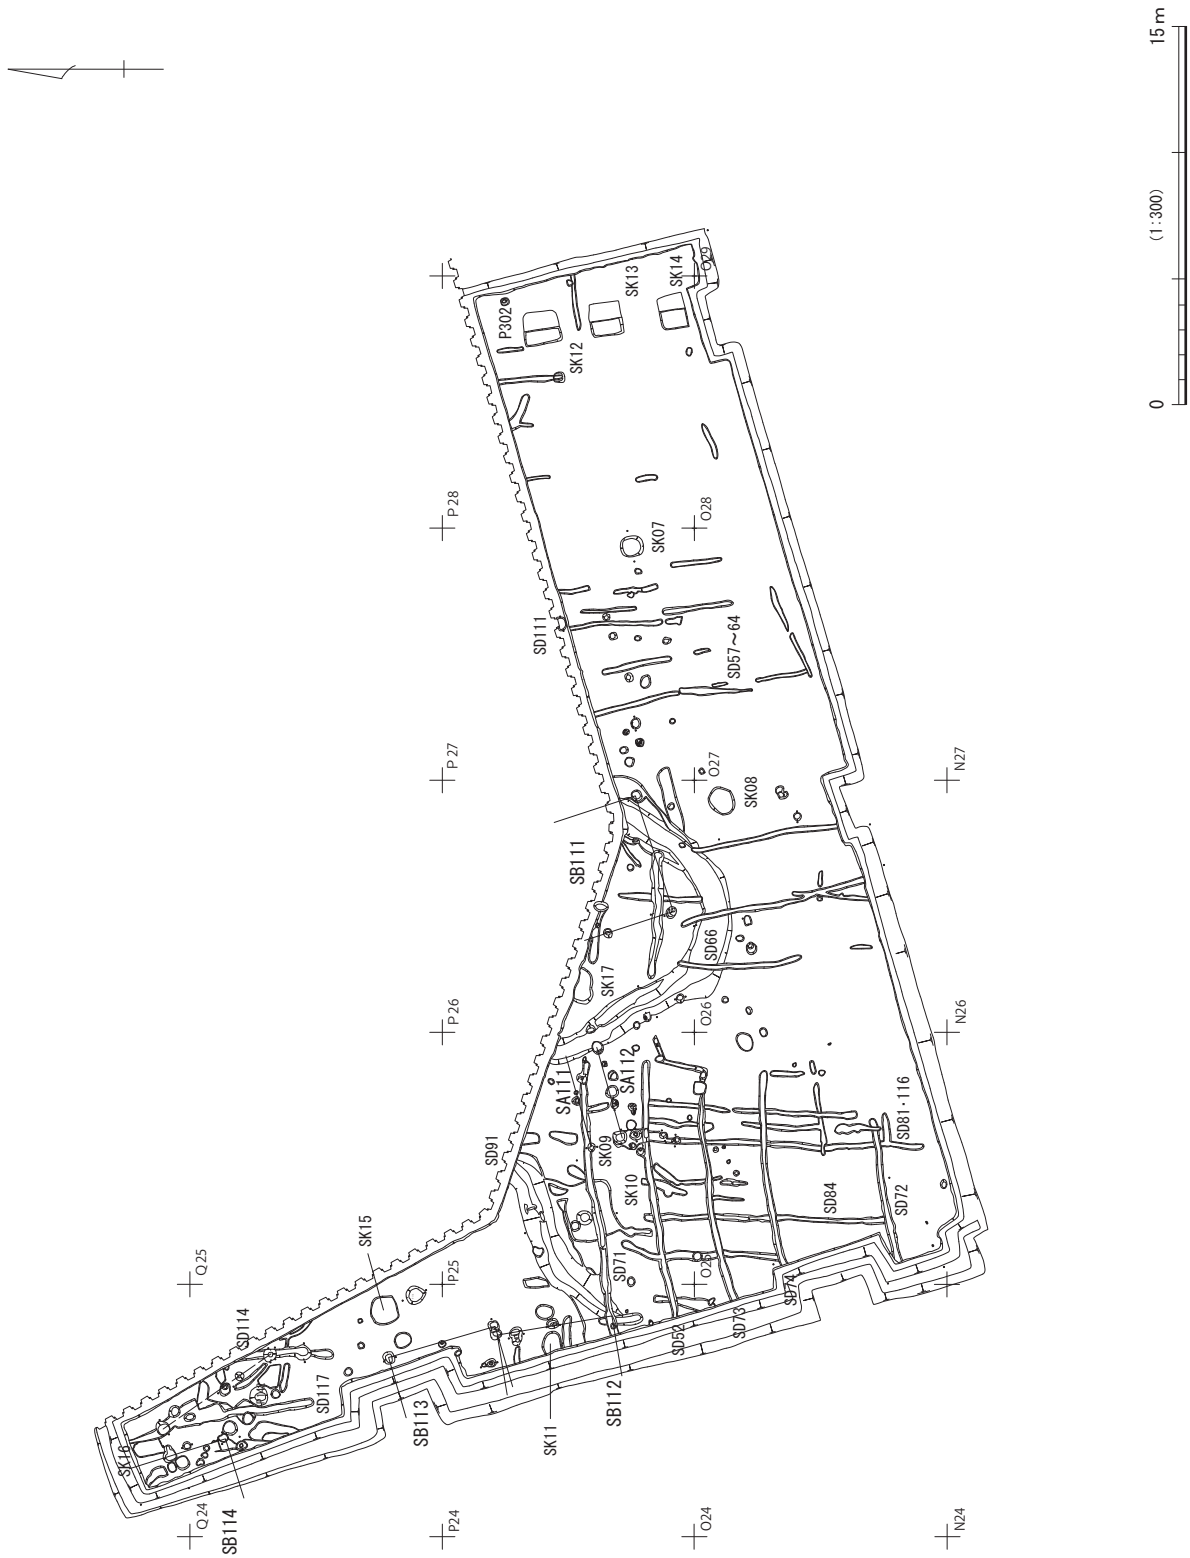 15m
(1:300)
0
O29
SK14
SK13
P302
SK12
P28
O28
SK07
SD111
SD57～64
P27
O27
N27
SK08
SB111
SD66
SK17
P26
O26
N26
SA111
SA112
SD91
SK09
SK10
SD81・116
SD84
SD72
SK15
Q25
P25
O25
SD71
SD114
SD117
SD52
SD73
SD74
SK16
SB113
SK11
SB112
SB114
Q24
P24
O24
N24